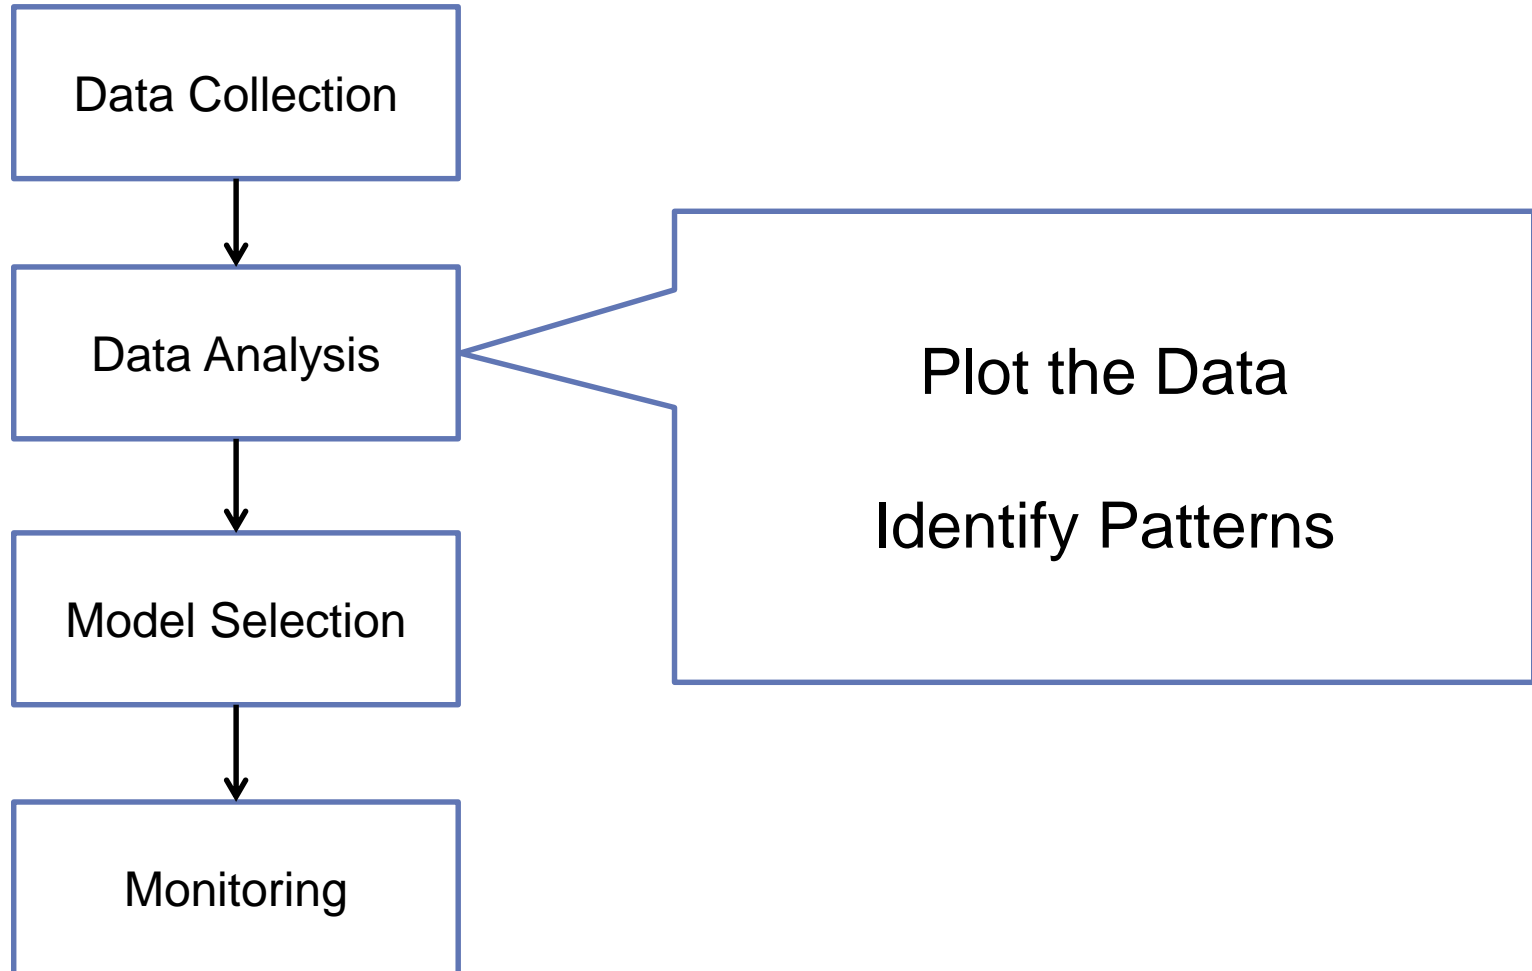 Data Collection
Data Analysis
Plot the Data
Identify Patterns
Model Selection
Monitoring